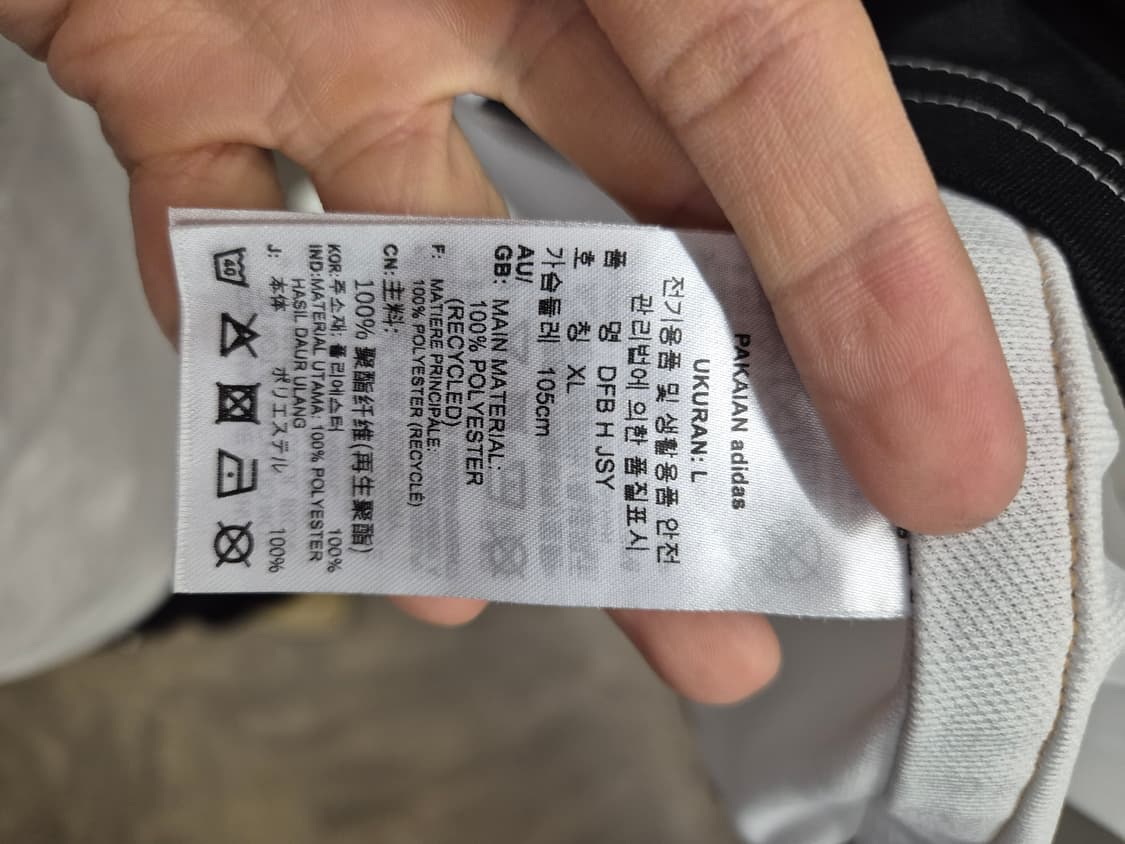 PAKAIAN adidas
UKURAN: L
전기용품 및 생활용품 안전
관리법에 의한 품질표시
품 명 DFB H JSY
호 칭 XL
가슴둘레 105cm
AU/
GB: MAIN MATERIAL:
100% POLYESTER
(RECYCLED)
F: MATIERE PRINCIPALE:
100% POLYESTER (RECYCLÉ)
CN: 主料:
100% 聚酯纤维(再生聚酯)
KOR: 주소재: 폴리에스터 100%
IND: MATERIAL UTAMA: 100% POLYESTER
HASIL DAUR ULANG
J: 本体 ポリエステル 100%
40